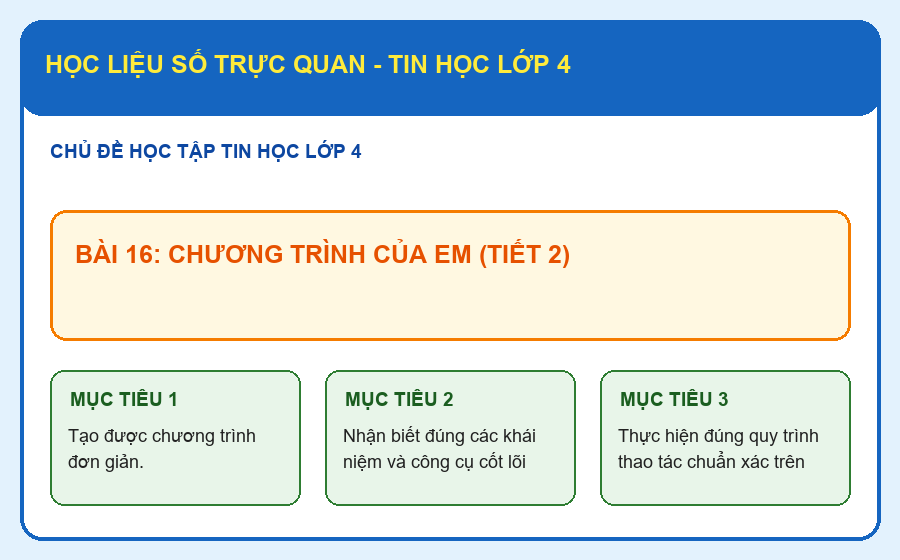 HỌC LIỆU SỐ TRỰC QUAN - TIN HỌC LỚP 4
CHỦ ĐỀ HỌC TẬP TIN HỌC LỚP 4
BÀI 16: CHƯƠNG TRÌNH CỦA EM (TIẾT 2)
MỤC TIÊU 1
Tạo được chương trình
đơn giản.
MỤC TIÊU 2
Nhận biết đúng các khái
niệm và công cụ cốt lõi
MỤC TIÊU 3
Thực hiện đúng quy trình
thao tác chuẩn xác trên